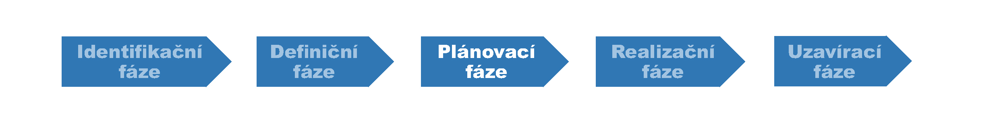 Identifikační
fáze
Definiční
fáze
Plánovací
fáze
Realizační
fáze
Uzavírací
fáze